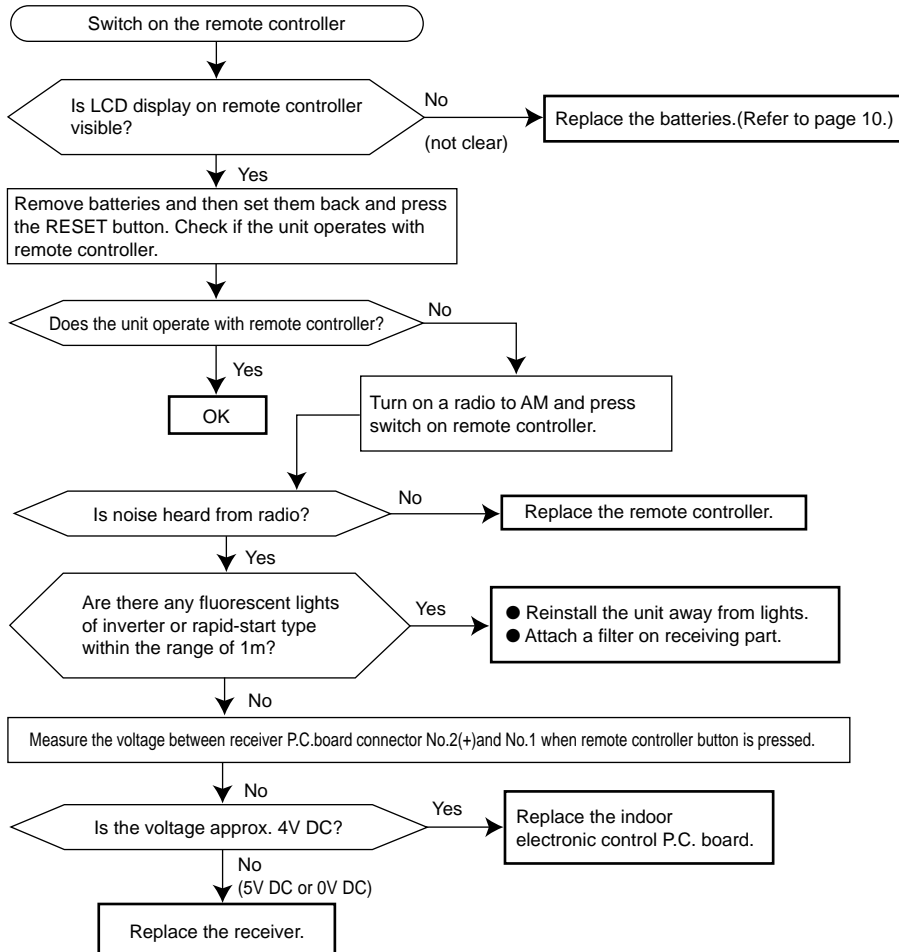 Switch on the remote controller
Is LCD display on remote controller
visible?
No
(not clear)
Replace the batteries.(Refer to page 10.)
Yes
Remove batteries and then set them back and press
the RESET button. Check if the unit operates with
remote controller.
Does the unit operate with remote controller?
No
Yes
OK
Turn on a radio to AM and press
switch on remote controller.
Is noise heard from radio?
No
Replace the remote controller.
Yes
Are there any fluorescent lights
of inverter or rapid-start type
within the range of 1m?
Yes
● Reinstall the unit away from lights.
● Attach a filter on receiving part.
No
Measure the voltage between receiver P.C.board connector No.2(+)and No.1 when remote controller button is pressed.
No
Is the voltage approx. 4V DC?
Yes
Replace the indoor
electronic control P.C. board.
No
(5V DC or 0V DC)
Replace the receiver.